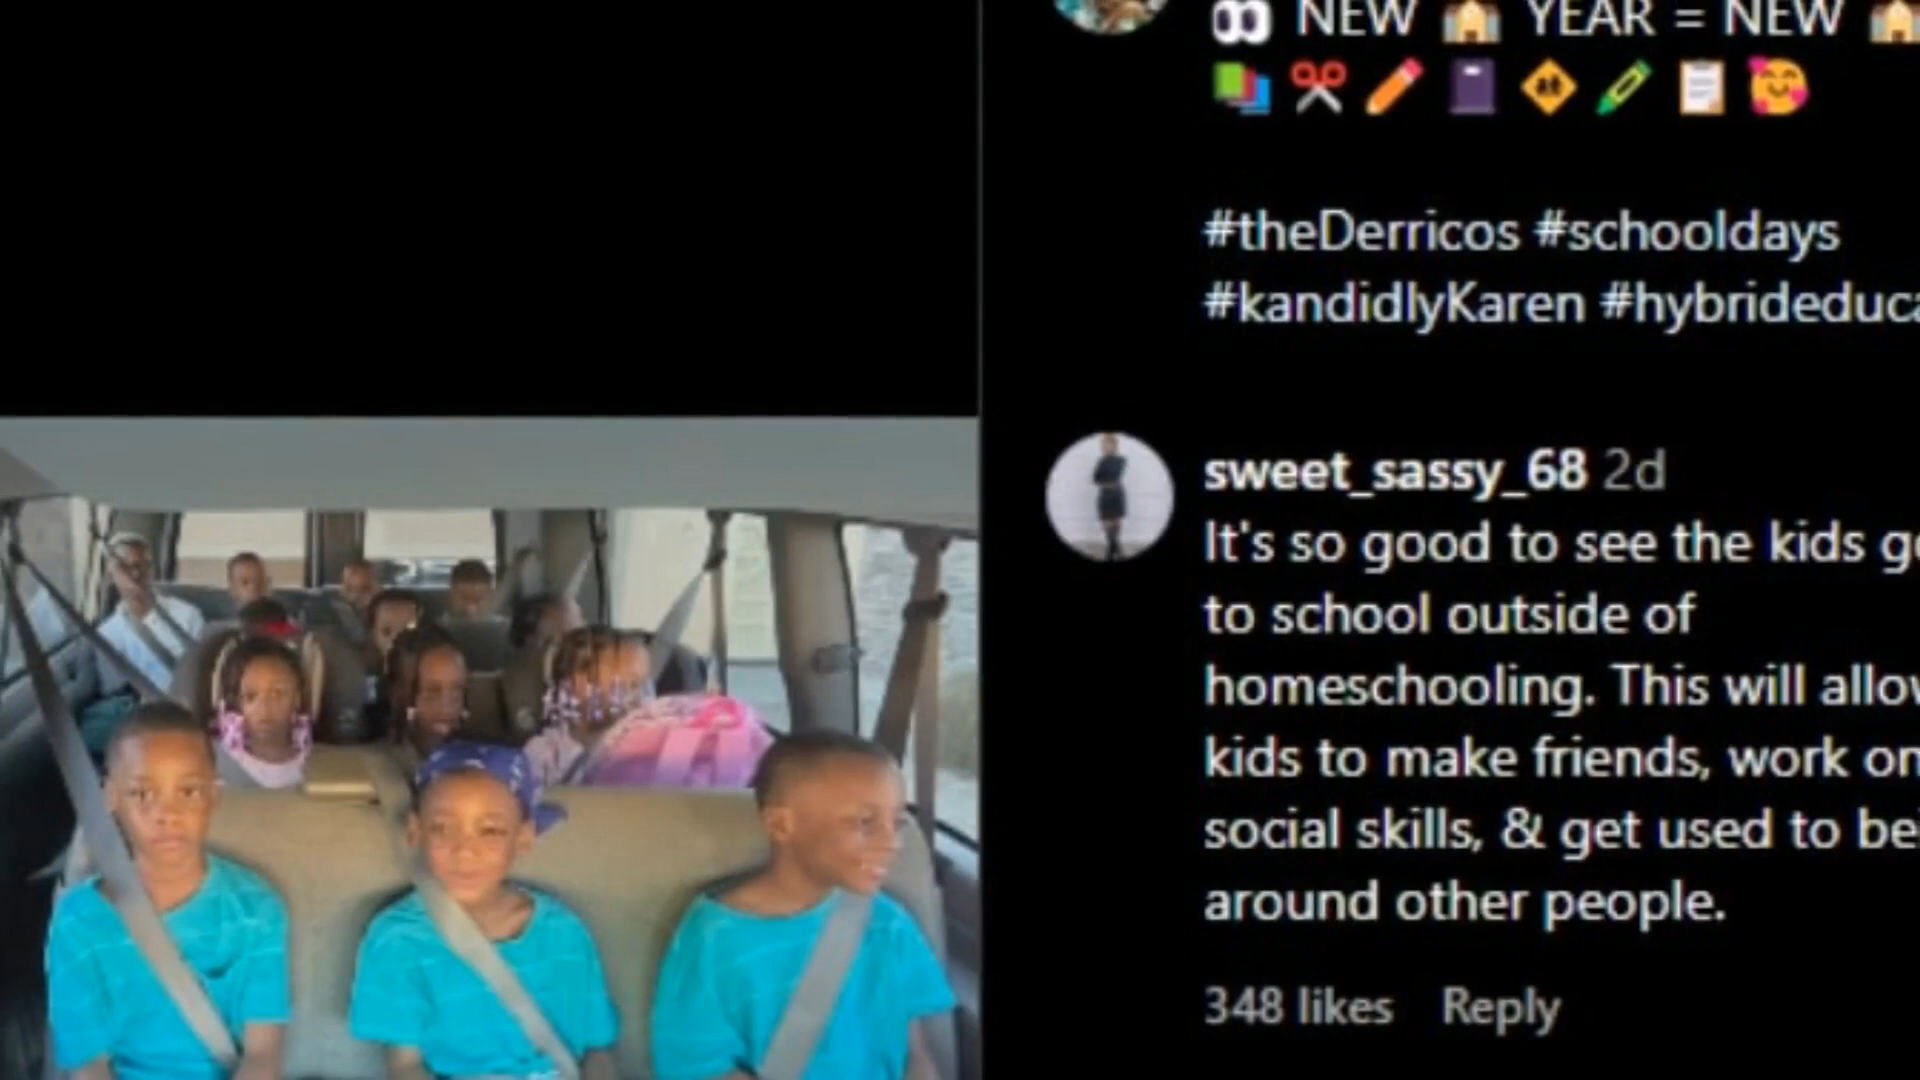 NEW YEAR = NEW
#theDerricos #schooldays
#kandidlyKaren
sweet_sassy_68 2d
It's so good to see the kids
to school outside of
homeschooling. This will
kids to make friends, work on
social skills, & get used to
around other people.
348 likes Reply